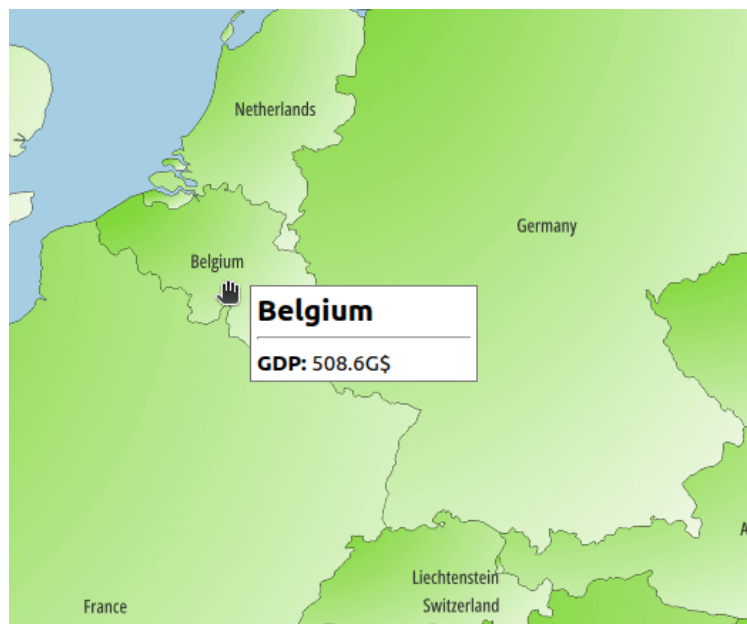 Netherlands
Germany
Belgium
Belgium
GDP: 508.6G$
Liechtenstein
Switzerland
France
A